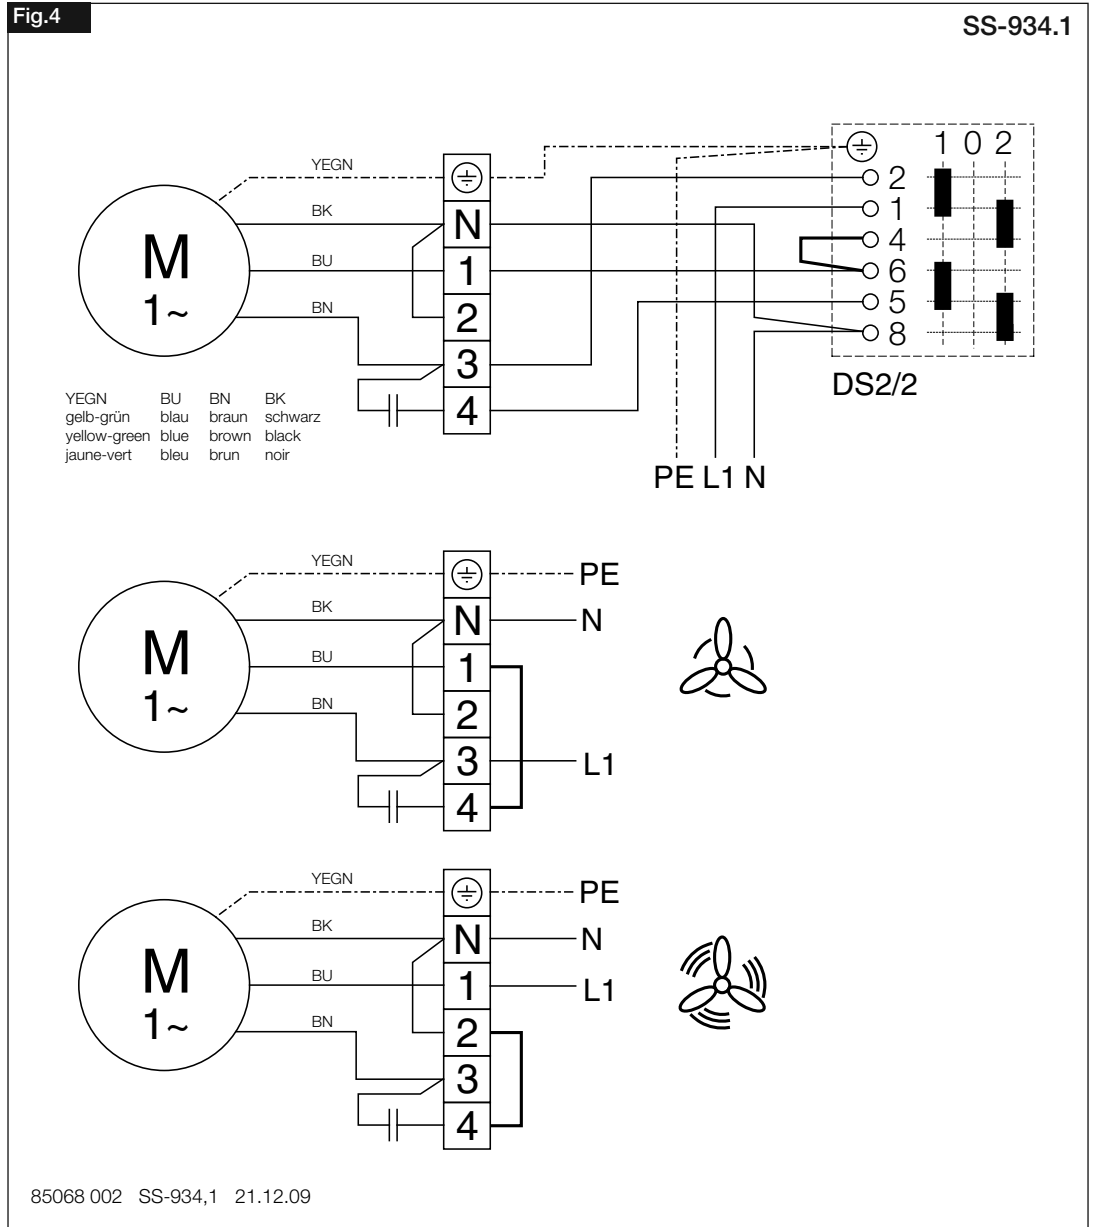 Fig.4
SS-934.1
1 0 2
YEGN
2
BK
N
1
M
4
BU
1
6
1~
BN
2
5
3
8
DS2/2
YEGN BU BN BK
gelb-grün blau braun schwarz
4
yellow-green blue brown black
jaune-vert bleu brun noir
PE L1 N
YEGN
PE
BK
N
N
M
BU
1
1~
BN
2
3
L1
4
YEGN
PE
BK
N
N
M
BU
1
L1
1~
BN
2
3
4
85068 002 SS-934,1 21.12.09